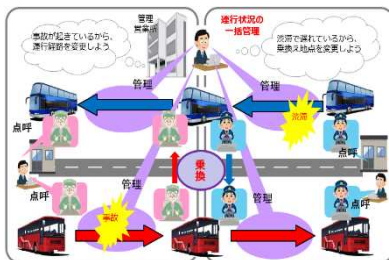 管理
営業所
運行状況の
一括管理
事故が起きているから、
運行経路を変更しよう
渋滞で遅れているから、
乗換え地点を変更しよう
管理
管理
渋滞
点呼
点呼
乗
換
管理
管理
点呼
点呼
事故